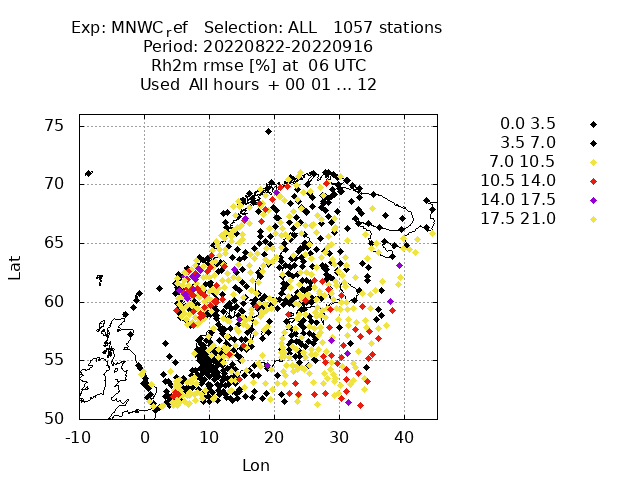 Exp: MNWC_ref   Selection: ALL   1057 stations
Period: 20220822-20220916
Rh2m rmse [%] at  06 UTC
Used  All hours  + 00 01 ... 12
0.0 3.5
3.5 7.0
7.0 10.5
10.5 14.0
14.0 17.5
17.5 21.0
75
70
65
60
55
50
Lat
-10 0 10 20 30 40
Lon